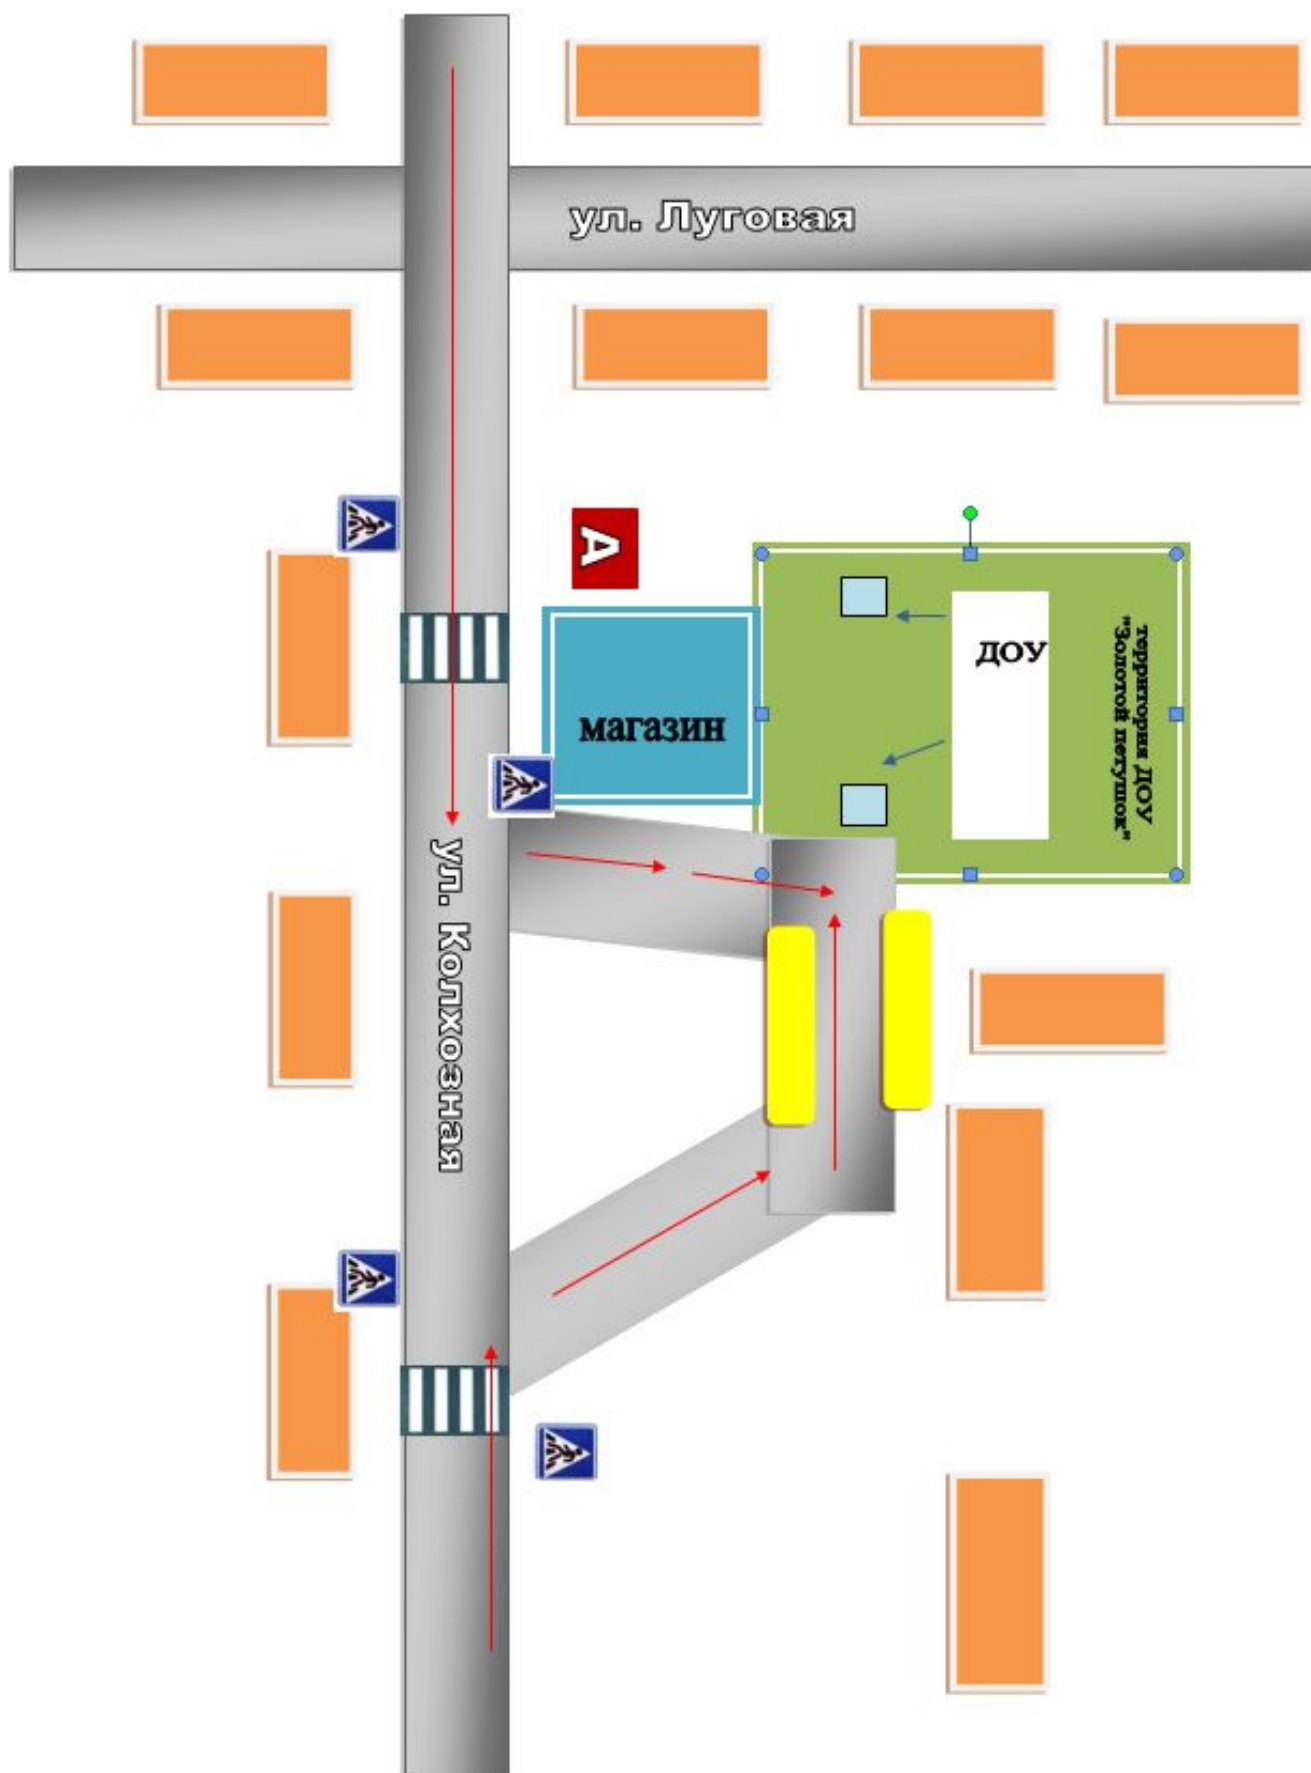 ул. Луговая
А
территория ДОУ
"Золотой петушок"
ДОУ
магазин
ул. Колхозная